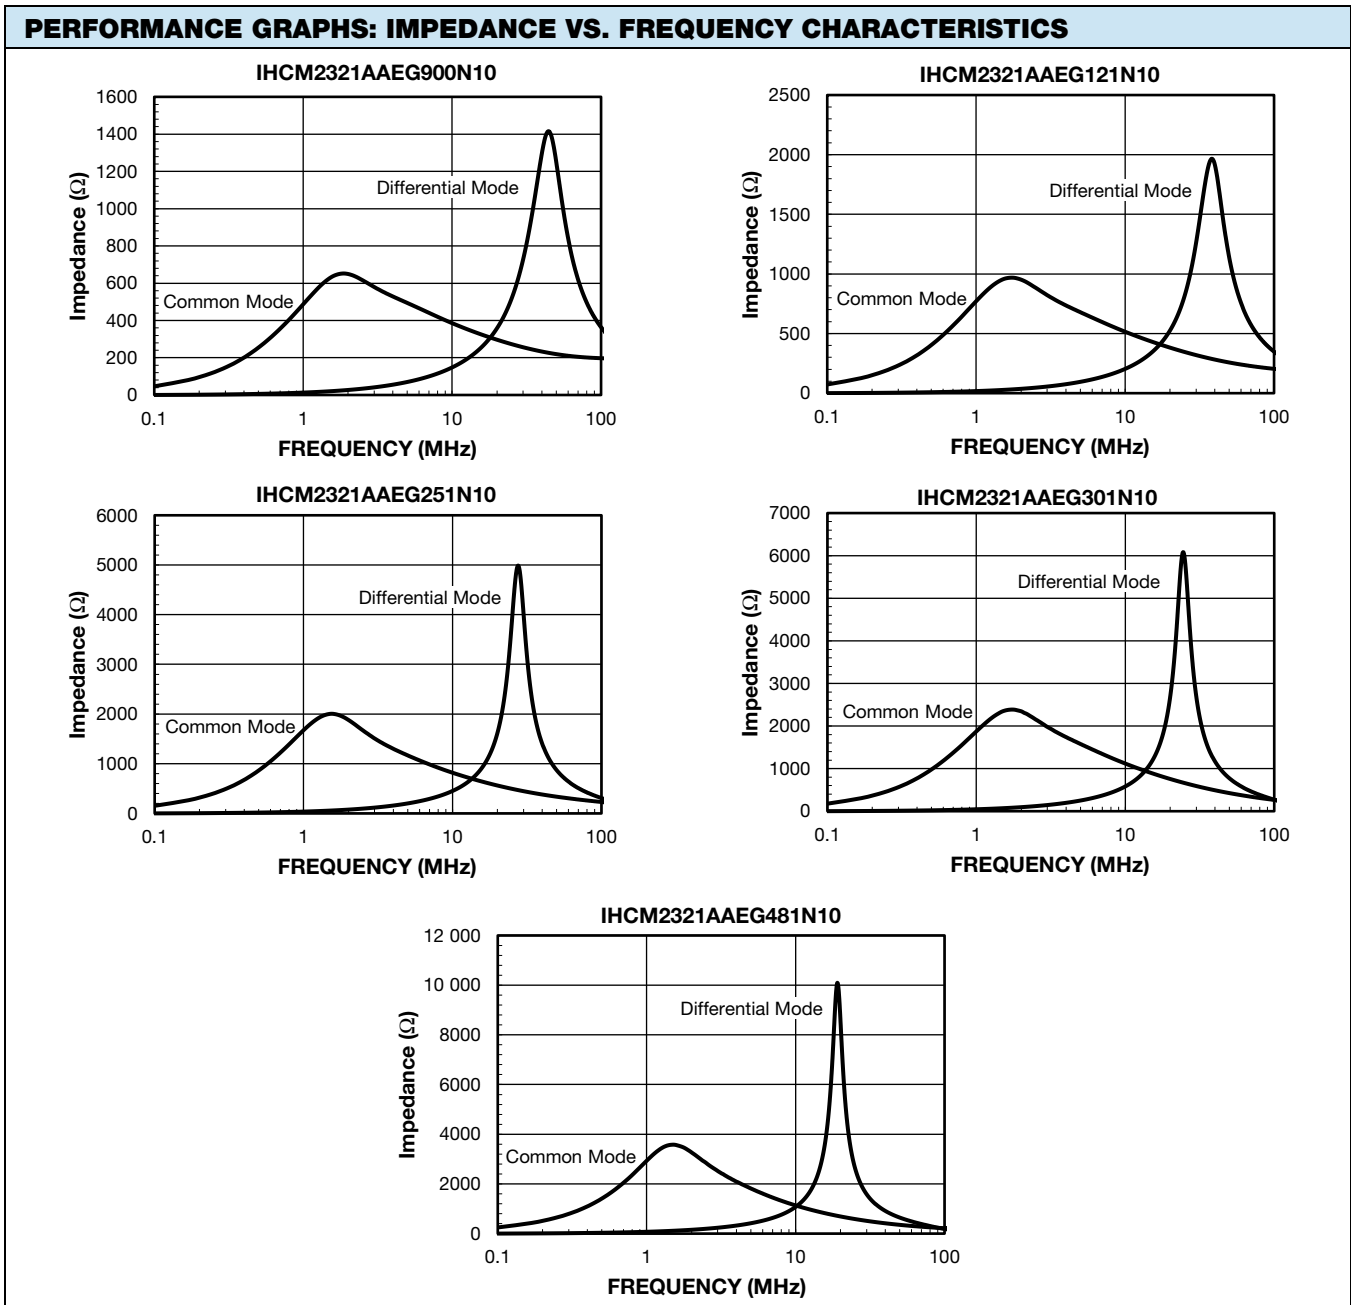 PERFORMANCE GRAPHS: IMPEDANCE VS. FREQUENCY CHARACTERISTICS
IHCM2321AAEG900N10
1600
1400
1200
1000
800
600
400
200
0
Impedance (Ω)
Differential Mode
Common Mode
0.1
1
10
100
FREQUENCY (MHz)
IHCM2321AAEG121N10
2500
2000
1500
1000
500
0
Impedance (Ω)
Differential Mode
Common Mode
0.1
1
10
100
FREQUENCY (MHz)
IHCM2321AAEG251N10
6000
5000
4000
3000
2000
1000
0
Impedance (Ω)
Differential Mode
Common Mode
0.1
1
10
100
FREQUENCY (MHz)
IHCM2321AAEG301N10
7000
6000
5000
4000
3000
2000
1000
0
Impedance (Ω)
Differential Mode
Common Mode
0.1
1
10
100
FREQUENCY (MHz)
IHCM2321AAEG481N10
12 000
10 000
8000
6000
4000
2000
0
Impedance (Ω)
Differential Mode
Common Mode
0.1
1
10
100
FREQUENCY (MHz)